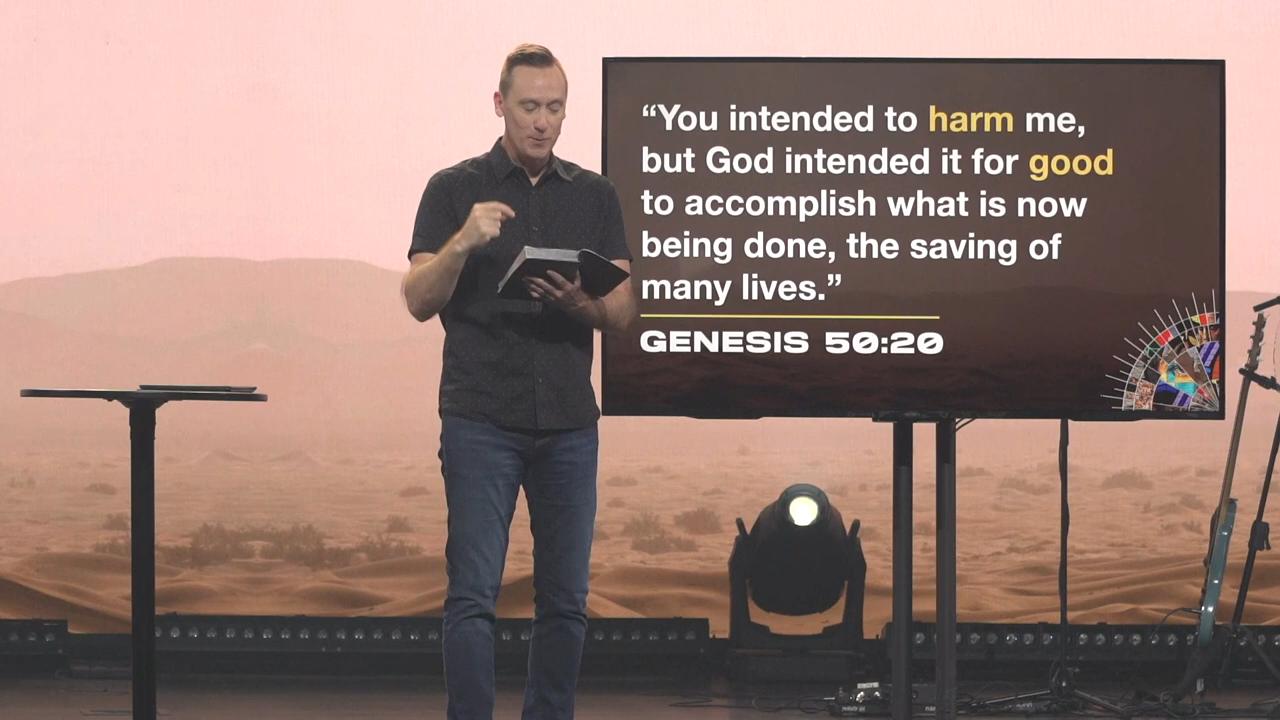 “You intended to harm me,
but God intended it for good
to accomplish what is now
being done, the saving of
many lives.”
GENESIS 50:20